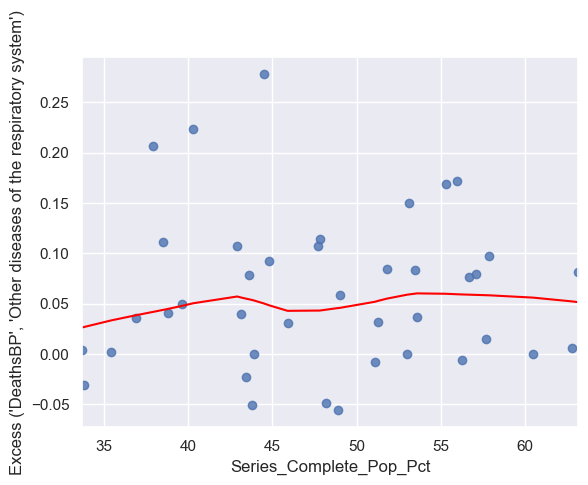 Excess ('DeathsBP', 'Other diseases of the respiratory system')
0.25
0.20
0.15
0.10
0.05
0.00
−0.05
35 40 45 50 55 60
Series_Complete_Pop_Pct